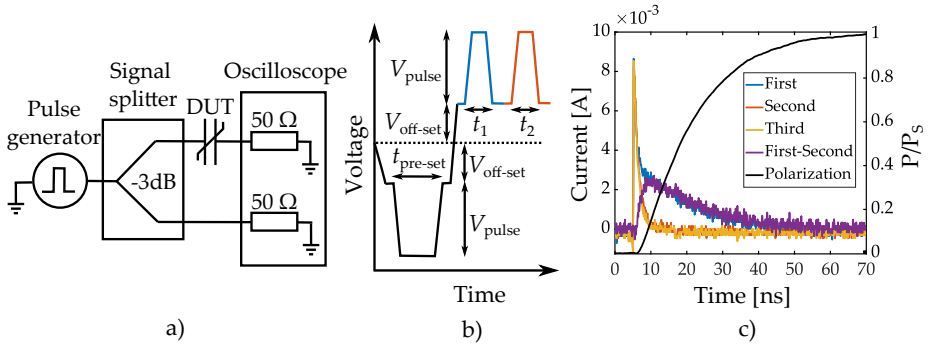 Pulse
generator
Signal
splitter
-3dB
DUT
Oscilloscope
50 Ω
50 Ω
a)
Voltage
Time
V_pulse
V_off-set
t_pre-set
V_off-set
V_pulse
t_1
t_2
b)
×10⁻³
10
8
6
4
2
0
Current [A]
First
Second
Third
First-Second
Polarization
1
0.8
0.6
0.4
0.2
0
P/P_S
0 10 20 30 40 50 60 70
Time [ns]
c)